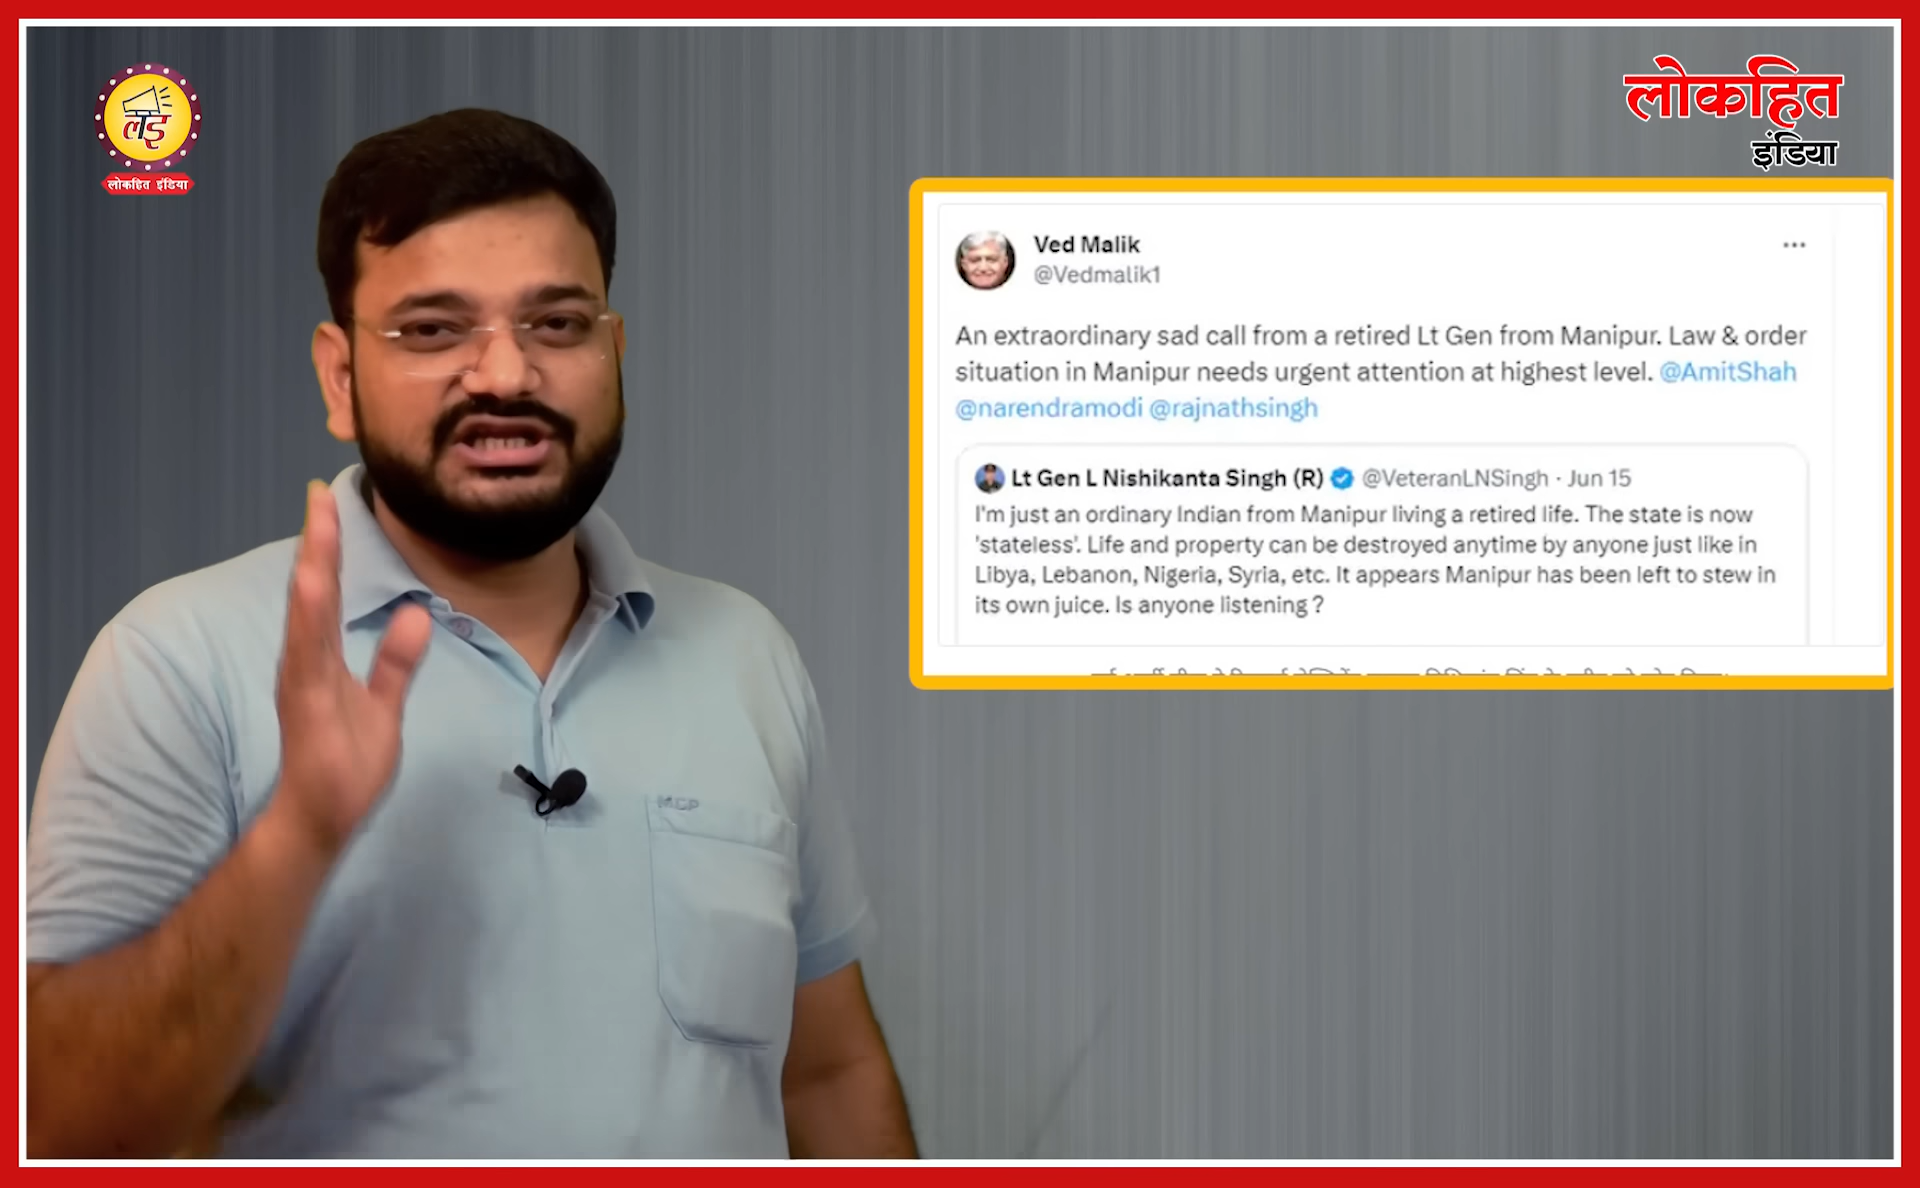 लइ
लोकहित इंडिया
लोकहित
इंडिया
Ved Malik
@Vedmalik1
An extraordinary sad call from a retired Lt Gen from Manipur. Law & order
situation in Manipur needs urgent attention at highest level. @AmitShah
@narendramodi @rajnathsingh
Lt Gen L Nishikanta Singh (R) @VeteranLNSingh · Jun 15
I'm just an ordinary Indian from Manipur living a retired life. The state is now
'stateless'. Life and property can be destroyed anytime by anyone just like in
Libya, Lebanon, Nigeria, Syria, etc. It appears Manipur has been left to stew in
its own juice. Is anyone listening ?
MCP